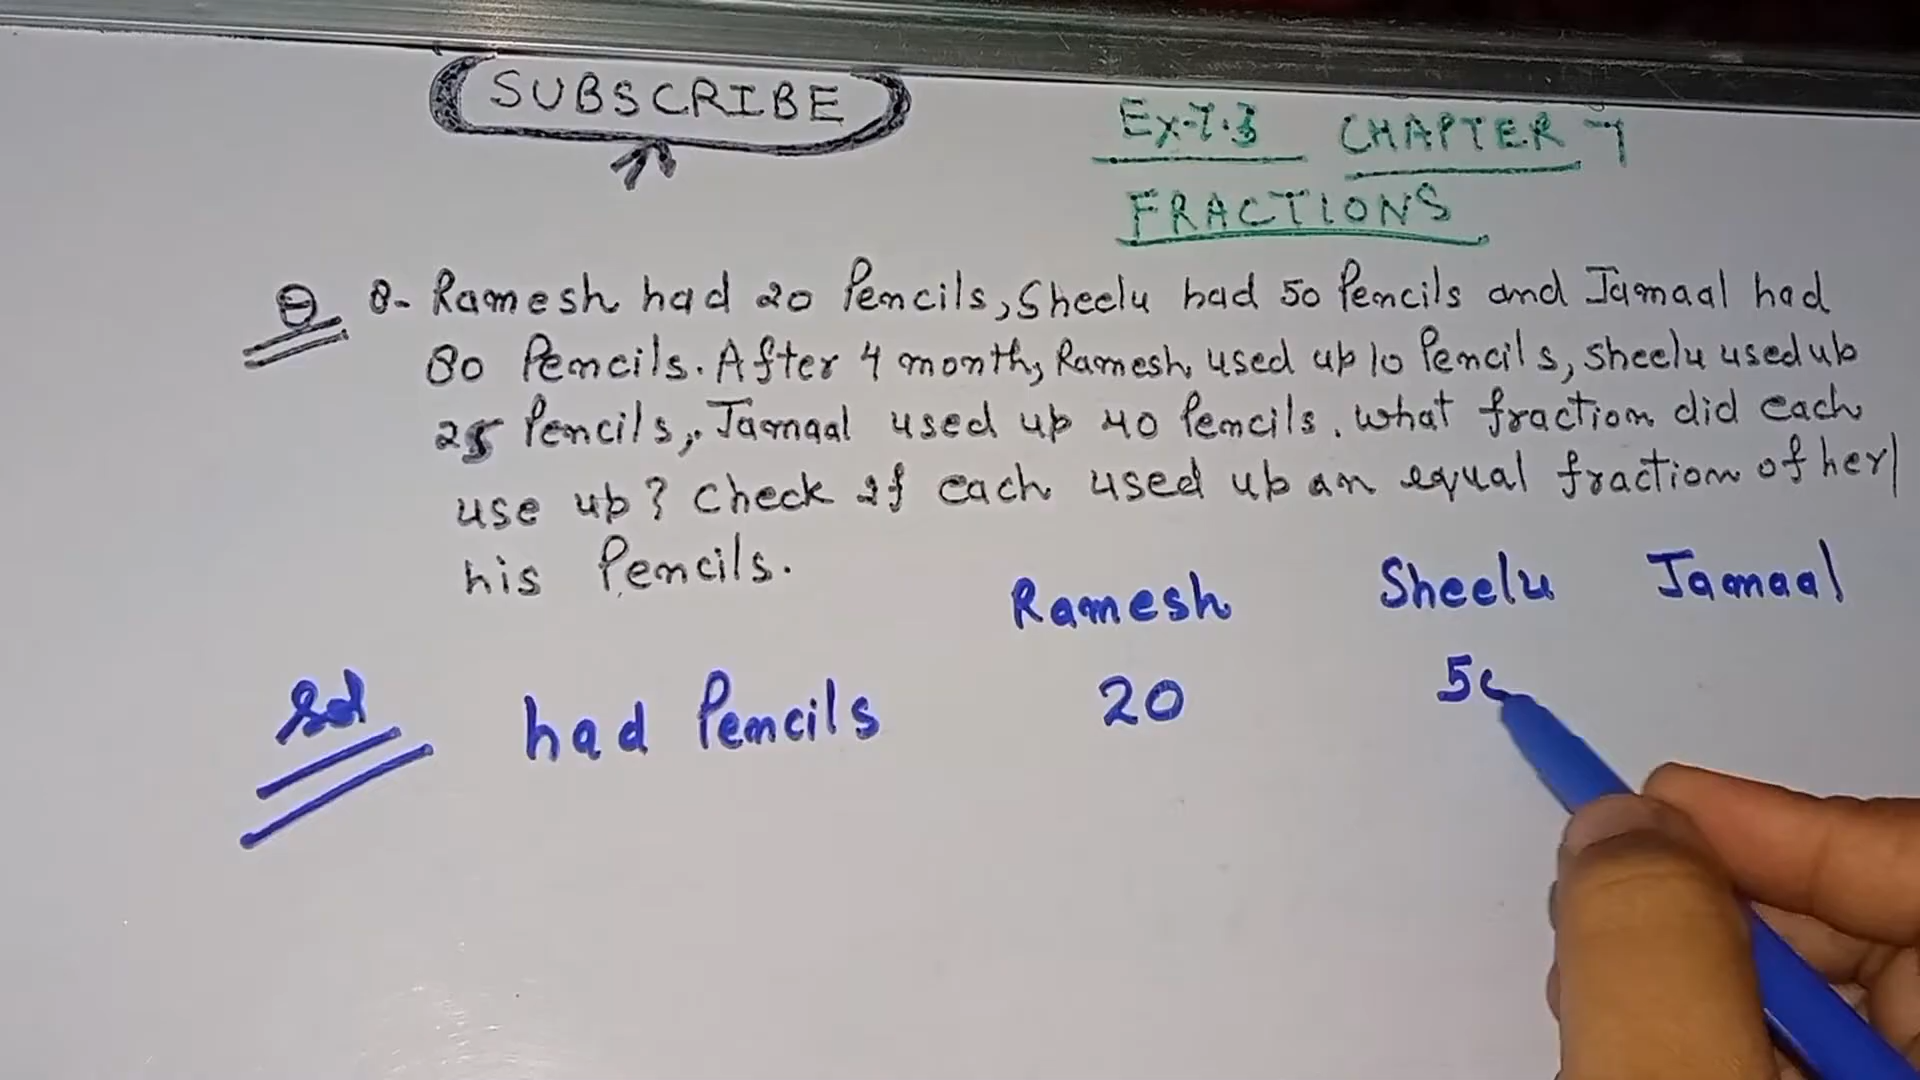 SUBSCRIBE
Ex-7.3 CHAPTER-7
FRACTIONS
Q 8- Ramesh had 20 Pencils, Sheelu had 50 Pencils and Jamaal had
80 Pencils. After 4 month, Ramesh used up 10 Pencils, Sheelu used up
25 Pencils, Jamaal used up 40 Pencils. What fraction did each
use up? Check If each used up an equal fraction of her/
his Pencils.
Ramesh Sheelu Jamaal
Sol had Pencils 20 50